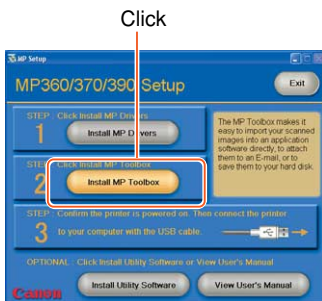 Click
MP Setup
MP360/370/390 Setup
Exit
STEP : Click Install MP Drivers
1
Install MP Drivers
The MP Toolbox makes it
easy to import your scanned
images into an application
software directly, to attach
them to an E-mail, or to
save them to your hard disk.
STEP : Click Install MP Toolbox
2
Install MP Toolbox
STEP : Confirm the printer is powered on. Then connect the printer
3
to your computer with the USB cable.
OPTIONAL : Click Install Utility Software or View User's Manual
Canon
Install Utility Software
View User's Manual